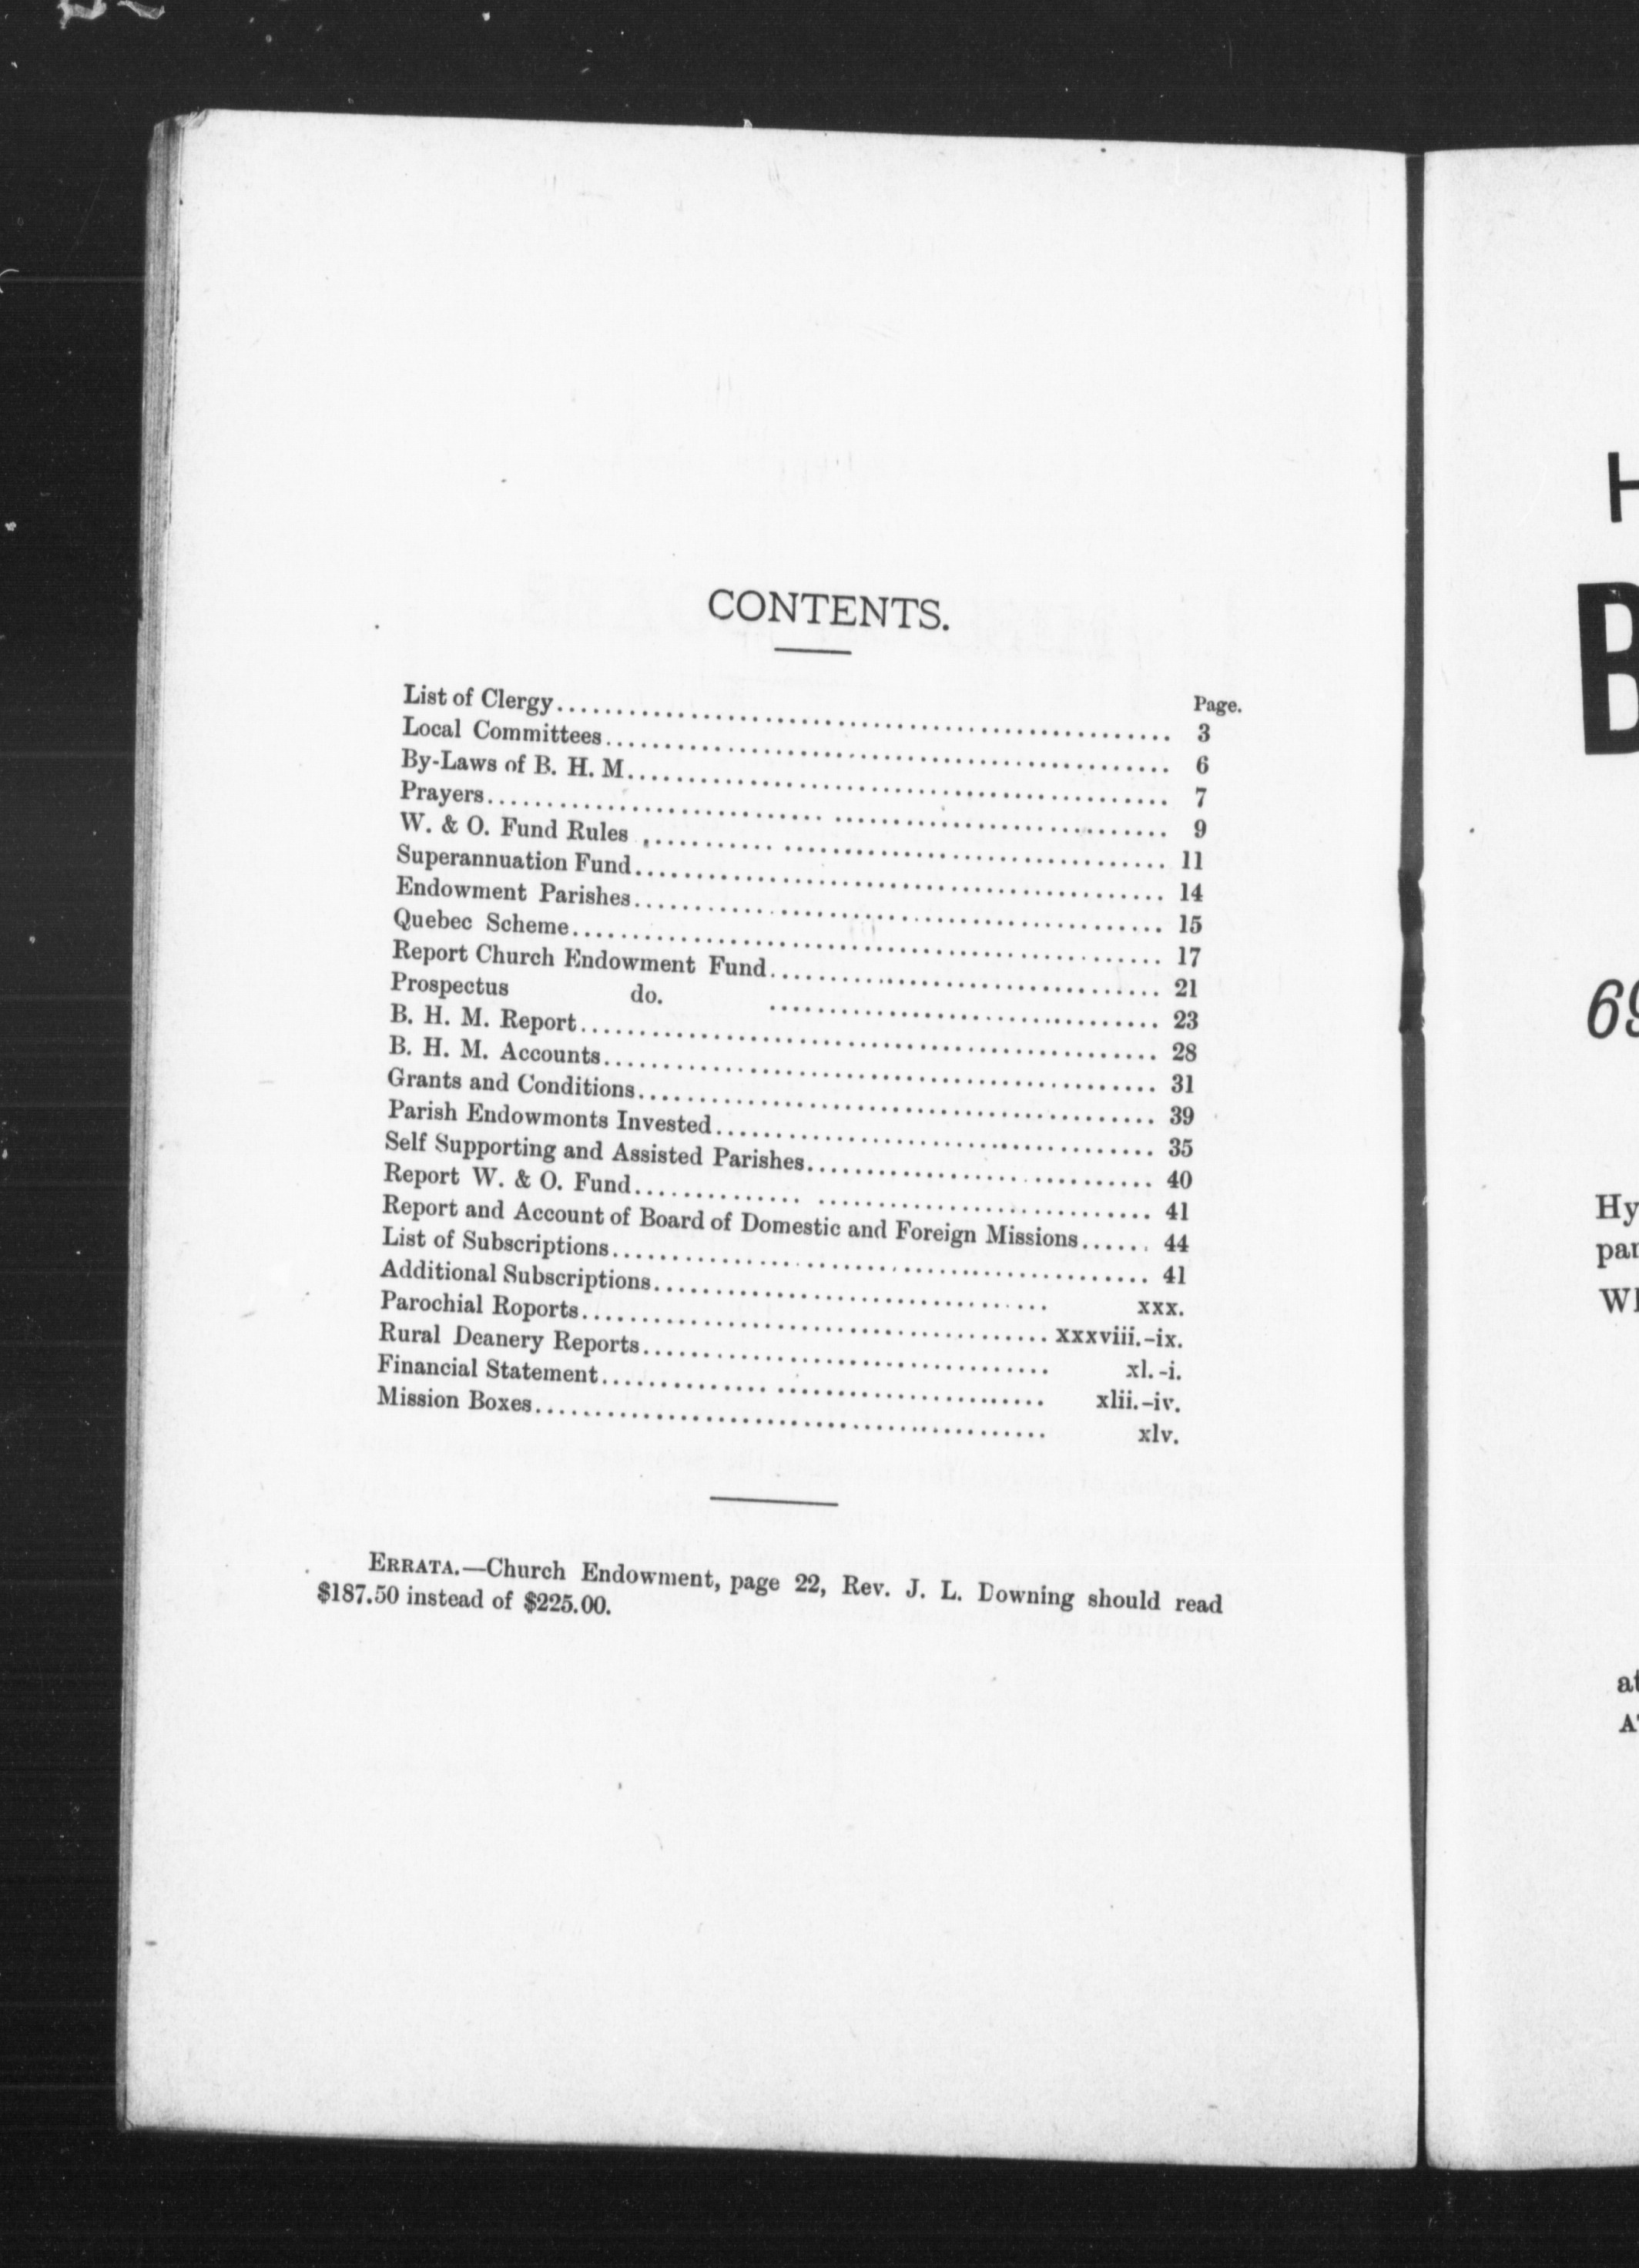 CONTENTS.
Page.
List of Clergy........ 3
Local Committees........ 6
By-Laws of B. H. M........ 7
Prayers........ 9
W. & O. Fund Rules ........ 11
Superannuation Fund........ 14
Endowment Parishes........ 15
Quebec Scheme........ 17
Report Church Endowment Fund........ 21
Prospectus do. ........ 23
B. H. M. Report........ 28
B. H. M. Accounts........ 31
Grants and Conditions........ 39
Parish Endowmonts Invested........ 35
Self Supporting and Assisted Parishes........ 40
Report W. & O. Fund........ 41
Report and Account of Board of Domestic and Foreign Missions...... 44
List of Subscriptions........ 41
Additional Subscriptions........ xxx.
Parochial Roports........ xxxviii.-ix.
Rural Deanery Reports........ xl.-i.
Financial Statement........ xlii.-iv.
Mission Boxes........ xlv.
ERRATA.—Church Endowment, page 22, Rev. J. L. Downing should read
$187.50 instead of $225.00.
H
B
69
Hy
par
at